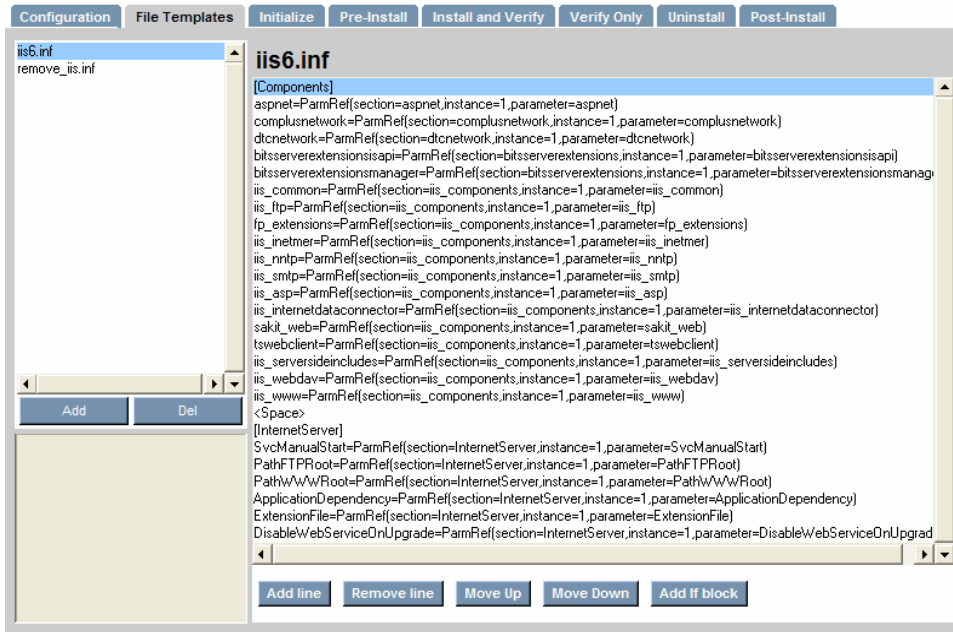 Configuration
File Templates
Initialize
Pre-Install
Install and Verify
Verify Only
Uninstall
Post-Install
iis6.inf
remove_iis.inf
Add
Del
iis6.inf
[Components]
aspnet=ParmRef(section=aspnet,instance=1,parameter=aspnet)
complusnetwork=ParmRef(section=complusnetwork,instance=1,parameter=complusnetwork)
dtcnetwork=ParmRef(section=dtcnetwork,instance=1,parameter=dtcnetwork)
bitsserverextensionsisapi=ParmRef(section=bitsserverextensions,instance=1,parameter=bitsserverextensionsisapi)
bitsserverextensionsmanager=ParmRef(section=bitsserverextensions,instance=1,parameter=bitsserverextensionsmanag
iis_common=ParmRef(section=iis_components,instance=1,parameter=iis_common)
iis_ftp=ParmRef(section=iis_components,instance=1,parameter=iis_ftp)
fp_extensions=ParmRef(section=iis_components,instance=1,parameter=fp_extensions)
iis_inetmer=ParmRef(section=iis_components,instance=1,parameter=iis_inetmer)
iis_nntp=ParmRef(section=iis_components,instance=1,parameter=iis_nntp)
iis_smtp=ParmRef(section=iis_components,instance=1,parameter=iis_smtp)
iis_asp=ParmRef(section=iis_components,instance=1,parameter=iis_asp)
iis_internetdataconnector=ParmRef(section=iis_components,instance=1,parameter=iis_internetdataconnector)
sakit_web=ParmRef(section=iis_components,instance=1,parameter=sakit_web)
tswebclient=ParmRef(section=iis_components,instance=1,parameter=tswebclient)
iis_serversideincludes=ParmRef(section=iis_components,instance=1,parameter=iis_serversideincludes)
iis_webdav=ParmRef(section=iis_components,instance=1,parameter=iis_webdav)
iis_www=ParmRef(section=iis_components,instance=1,parameter=iis_www)
<Space>
[InternetServer]
SvcManualStart=ParmRef(section=InternetServer,instance=1,parameter=SvcManualStart)
PathFTPRoot=ParmRef(section=InternetServer,instance=1,parameter=PathFTPRoot)
PathWWWRoot=ParmRef(section=InternetServer,instance=1,parameter=PathWWWRoot)
ApplicationDependency=ParmRef(section=InternetServer,instance=1,parameter=ApplicationDependency)
ExtensionFile=ParmRef(section=InternetServer,instance=1,parameter=ExtensionFile)
DisableWebServiceOnUpgrade=ParmRef(section=InternetServer,instance=1,parameter=DisableWebServiceOnUpgrad
Add line
Remove line
Move Up
Move Down
Add If block